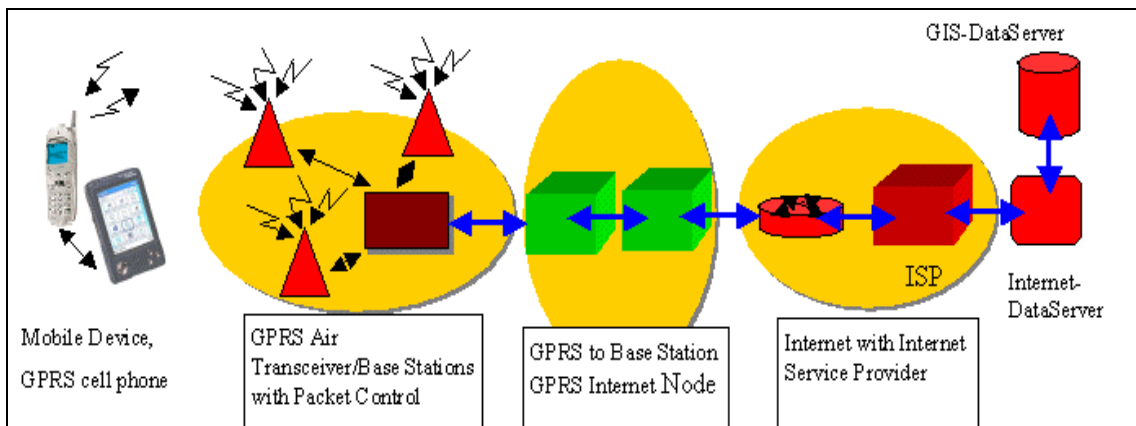 GIS-DataServer
ISP
Internet-
DataServer
Mobile Device,
GPRS cell phone
GPRS Air
Transceiver/Base Stations
with Packet Control
GPRS to Base Station
GPRS Internet Node
Internet with Internet
Service Provider